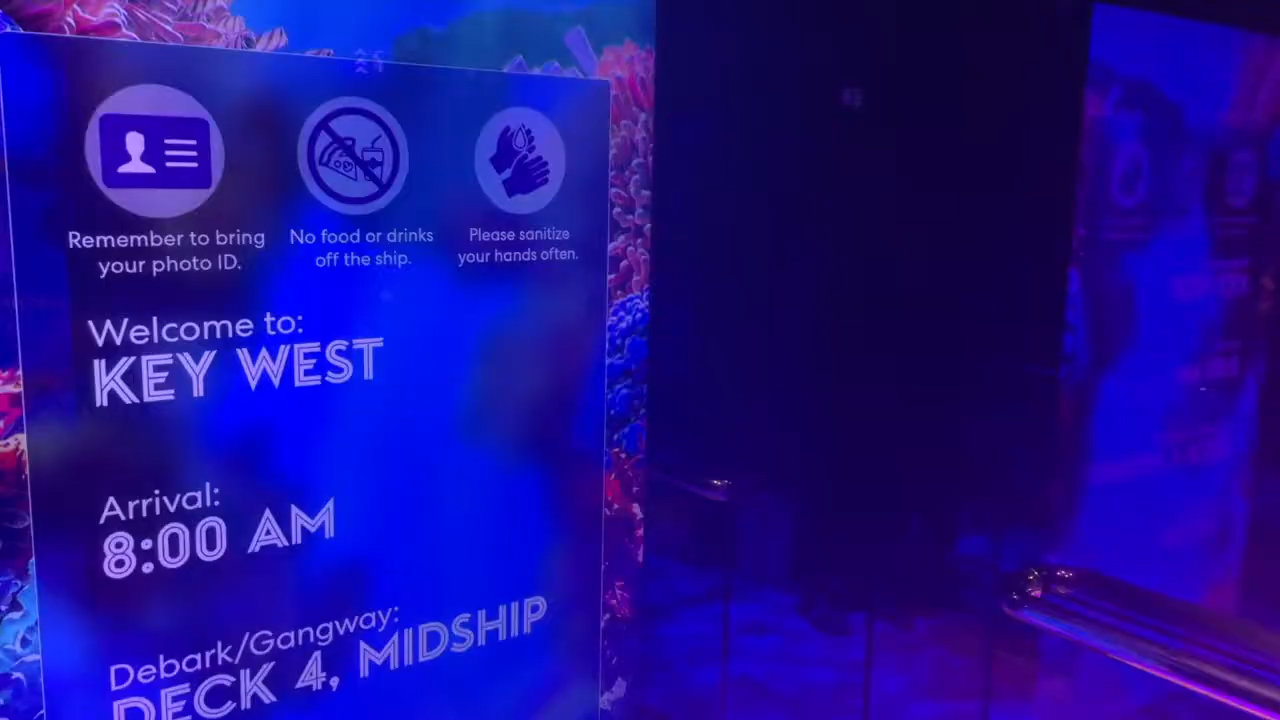 Remember to bring
your photo ID.
No food or drinks
off the ship.
Please sanitize
your hands often.
Welcome to:
KEY WEST
Arrival:
8:00 AM
Debark/Gangway:
DECK 4, MIDSHIP